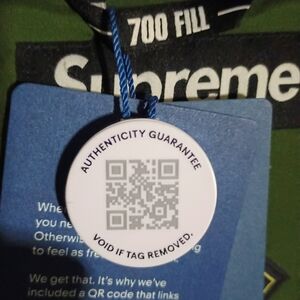 700 FILL
Supreme
AUTHENTICITY GUARANTEE
VOID IF TAG REMOVED.
Whe
you ne
Otherwis
to feel as fre
We get that. It's why we've
included a QR code that links